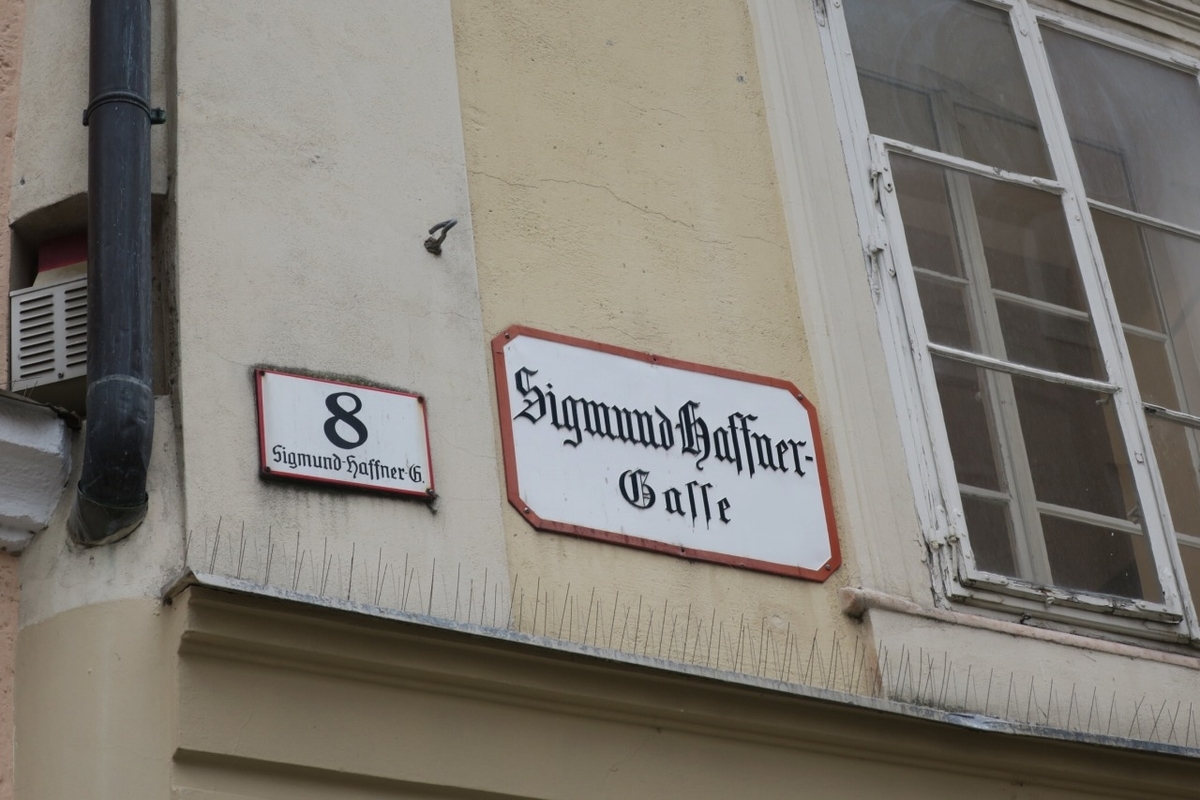 8
Sigmund-Haffner G.
Sigmund Haffner-
Gasse